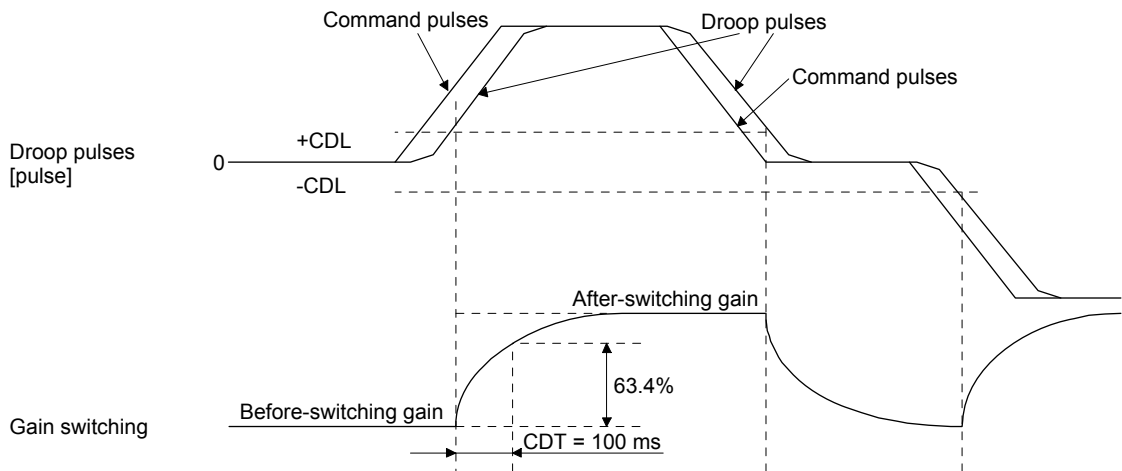 Command pulses
Droop pulses
Command pulses
+CDL
Droop pulses
[pulse]
0
-CDL
After-switching gain
63.4%
Before-switching gain
Gain switching
CDT = 100 ms